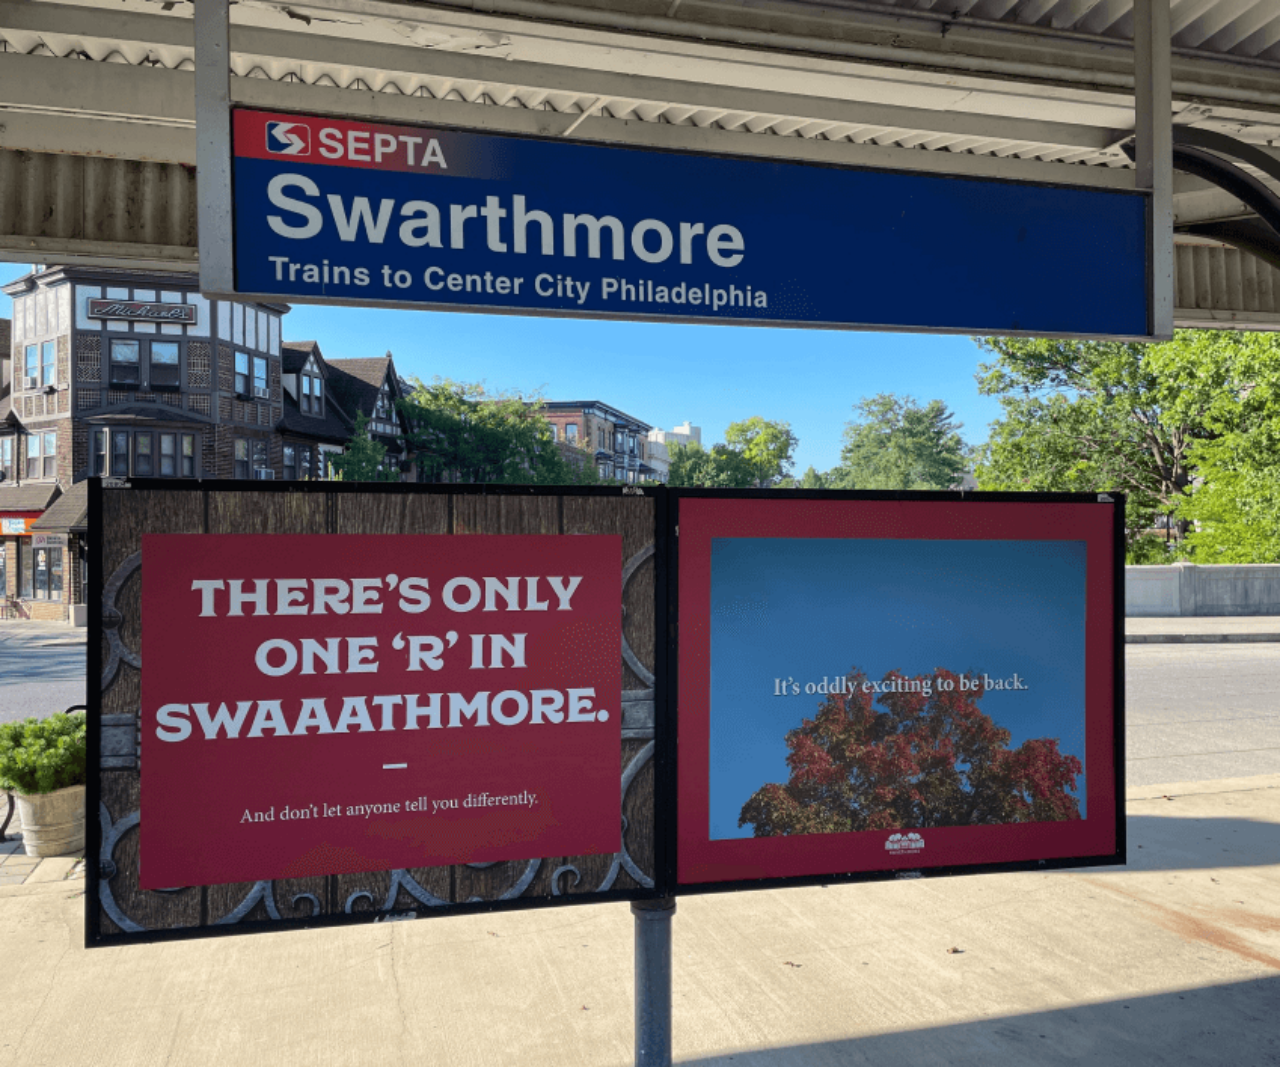 SEPTA
Swarthmore
Trains to Center City Philadelphia
Michael's
THERE'S ONLY
ONE ‘R’ IN
SWAAATHMORE.
And don't let anyone tell you differently.
It's oddly exciting to be back.